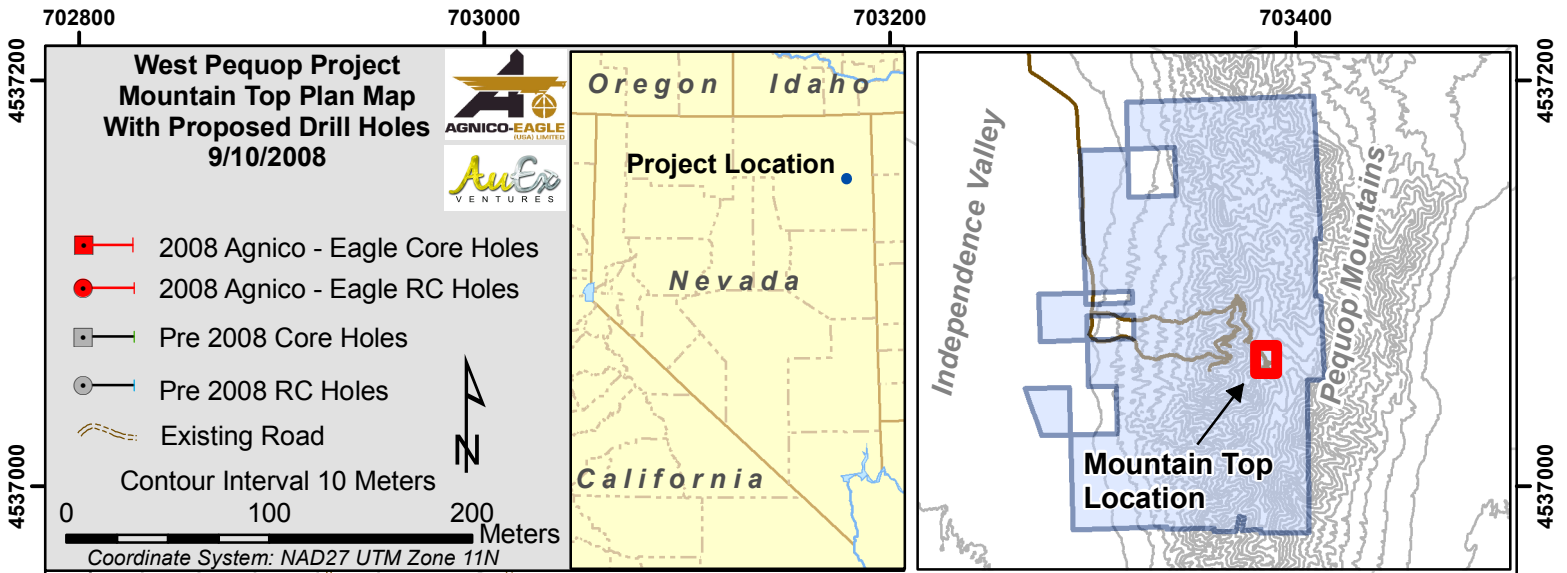 702800
703000
703200
703400
4537200
4537000
West Pequop Project
Mountain Top Plan Map
With Proposed Drill Holes
9/10/2008
AGNICO-EAGLE
(USA) LIMITED
AuEx
VENTURES
2008 Agnico - Eagle Core Holes
2008 Agnico - Eagle RC Holes
Pre 2008 Core Holes
Pre 2008 RC Holes
Existing Road
N
Contour Interval 10 Meters
0 100 200
Meters
Coordinate System: NAD27 UTM Zone 11N
Oregon Idaho
Project Location
Nevada
California
Independence Valley
Pequop Mountains
Mountain Top
Location
4537200
4537000